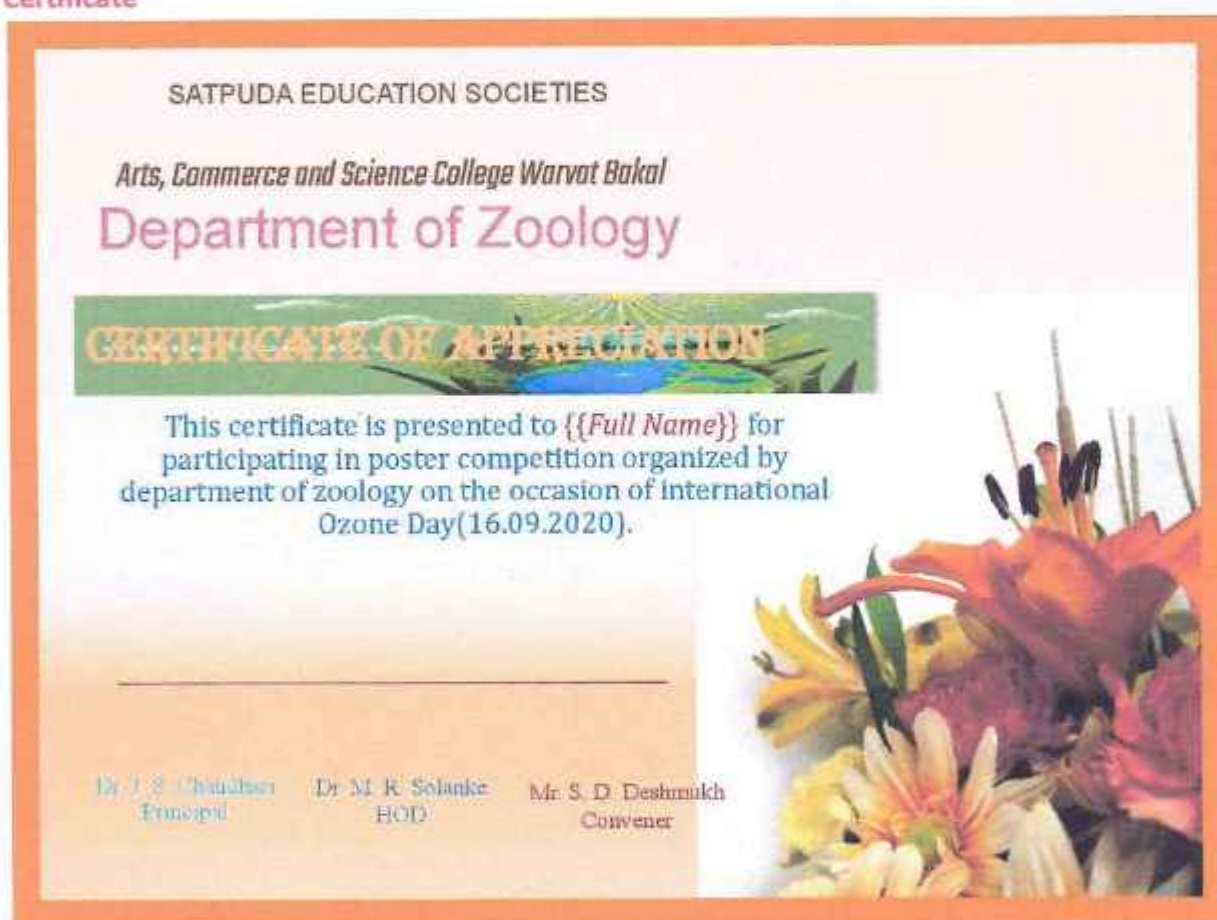 Certificate
SATPUDA EDUCATION SOCIETIES
Arts, Commerce and Science College Warvat Bakal
Department of Zoology
CERTIFICATE OF APPRECIATION
This certificate is presented to {{Full Name}} for
participating in poster competition organized by
department of zoology on the occasion of international
Ozone Day(16.09.2020).
Dr M. R. Solanke
Mr. S. D. Deshmukh
Principal
HOD
Convener